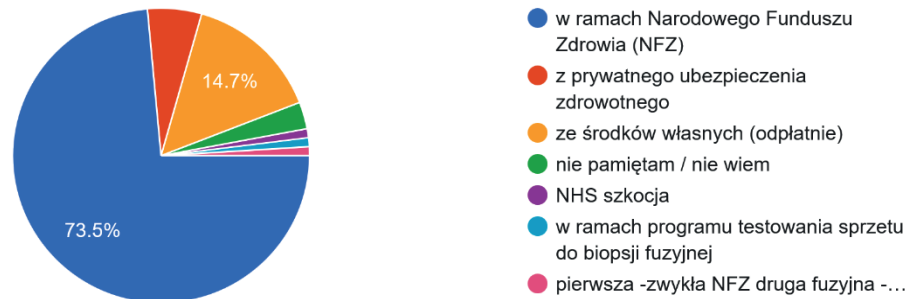 14.7%
73.5%
w ramach Narodowego Funduszu
Zdrowia (NFZ)
z prywatnego ubezpieczenia
zdrowotnego
ze środków własnych (odpłatnie)
nie pamiętam / nie wiem
NHS szkocja
w ramach programu testowania sprzętu
do biopsji fuzyjnej
pierwsza -zwykła NFZ druga fuzyjna -…